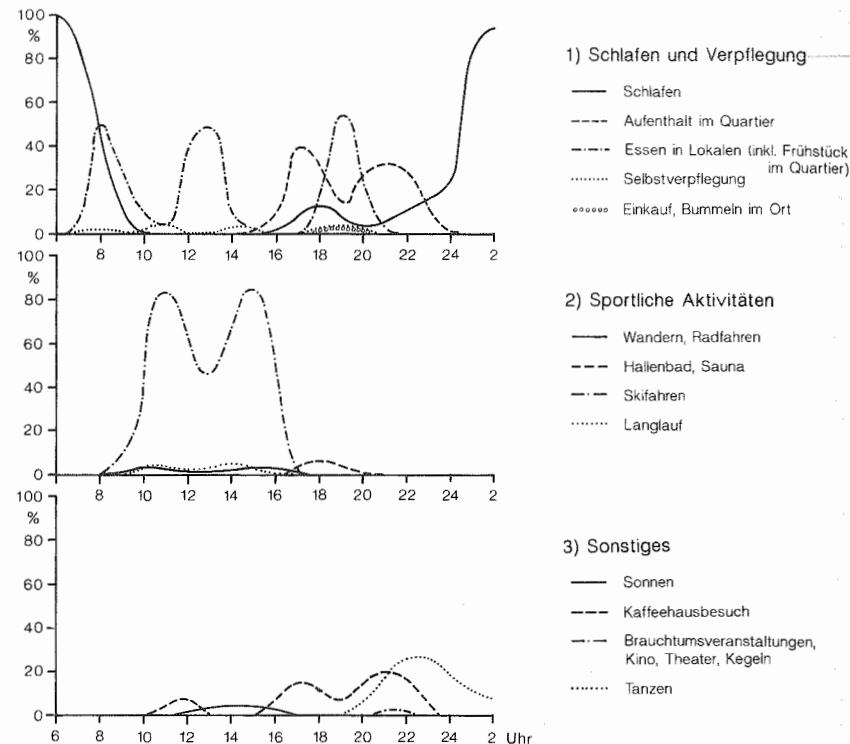 100
%
80
60
40
20
0
8 10 12 14 16 18 20 22 24 2
1) Schlafen und Verpflegung
Schlafen
Aufenthalt im Quartier
Essen in Lokalen (inkl. Frühstück
im Quartier)
Selbstverpflegung
Einkauf, Bummeln im Ort
100
%
80
60
40
20
0
8 10 12 14 16 18 20 22 24 2
2) Sportliche Aktivitäten
Wandern, Radfahren
Hallenbad, Sauna
Skifahren
Langlauf
100
%
80
60
40
20
0
6 8 10 12 14 16 18 20 22 24 2 Uhr
3) Sonstiges
Sonnen
Kaffeehausbesuch
Brauchtumsveranstaltungen,
Kino, Theater, Kegeln
Tanzen